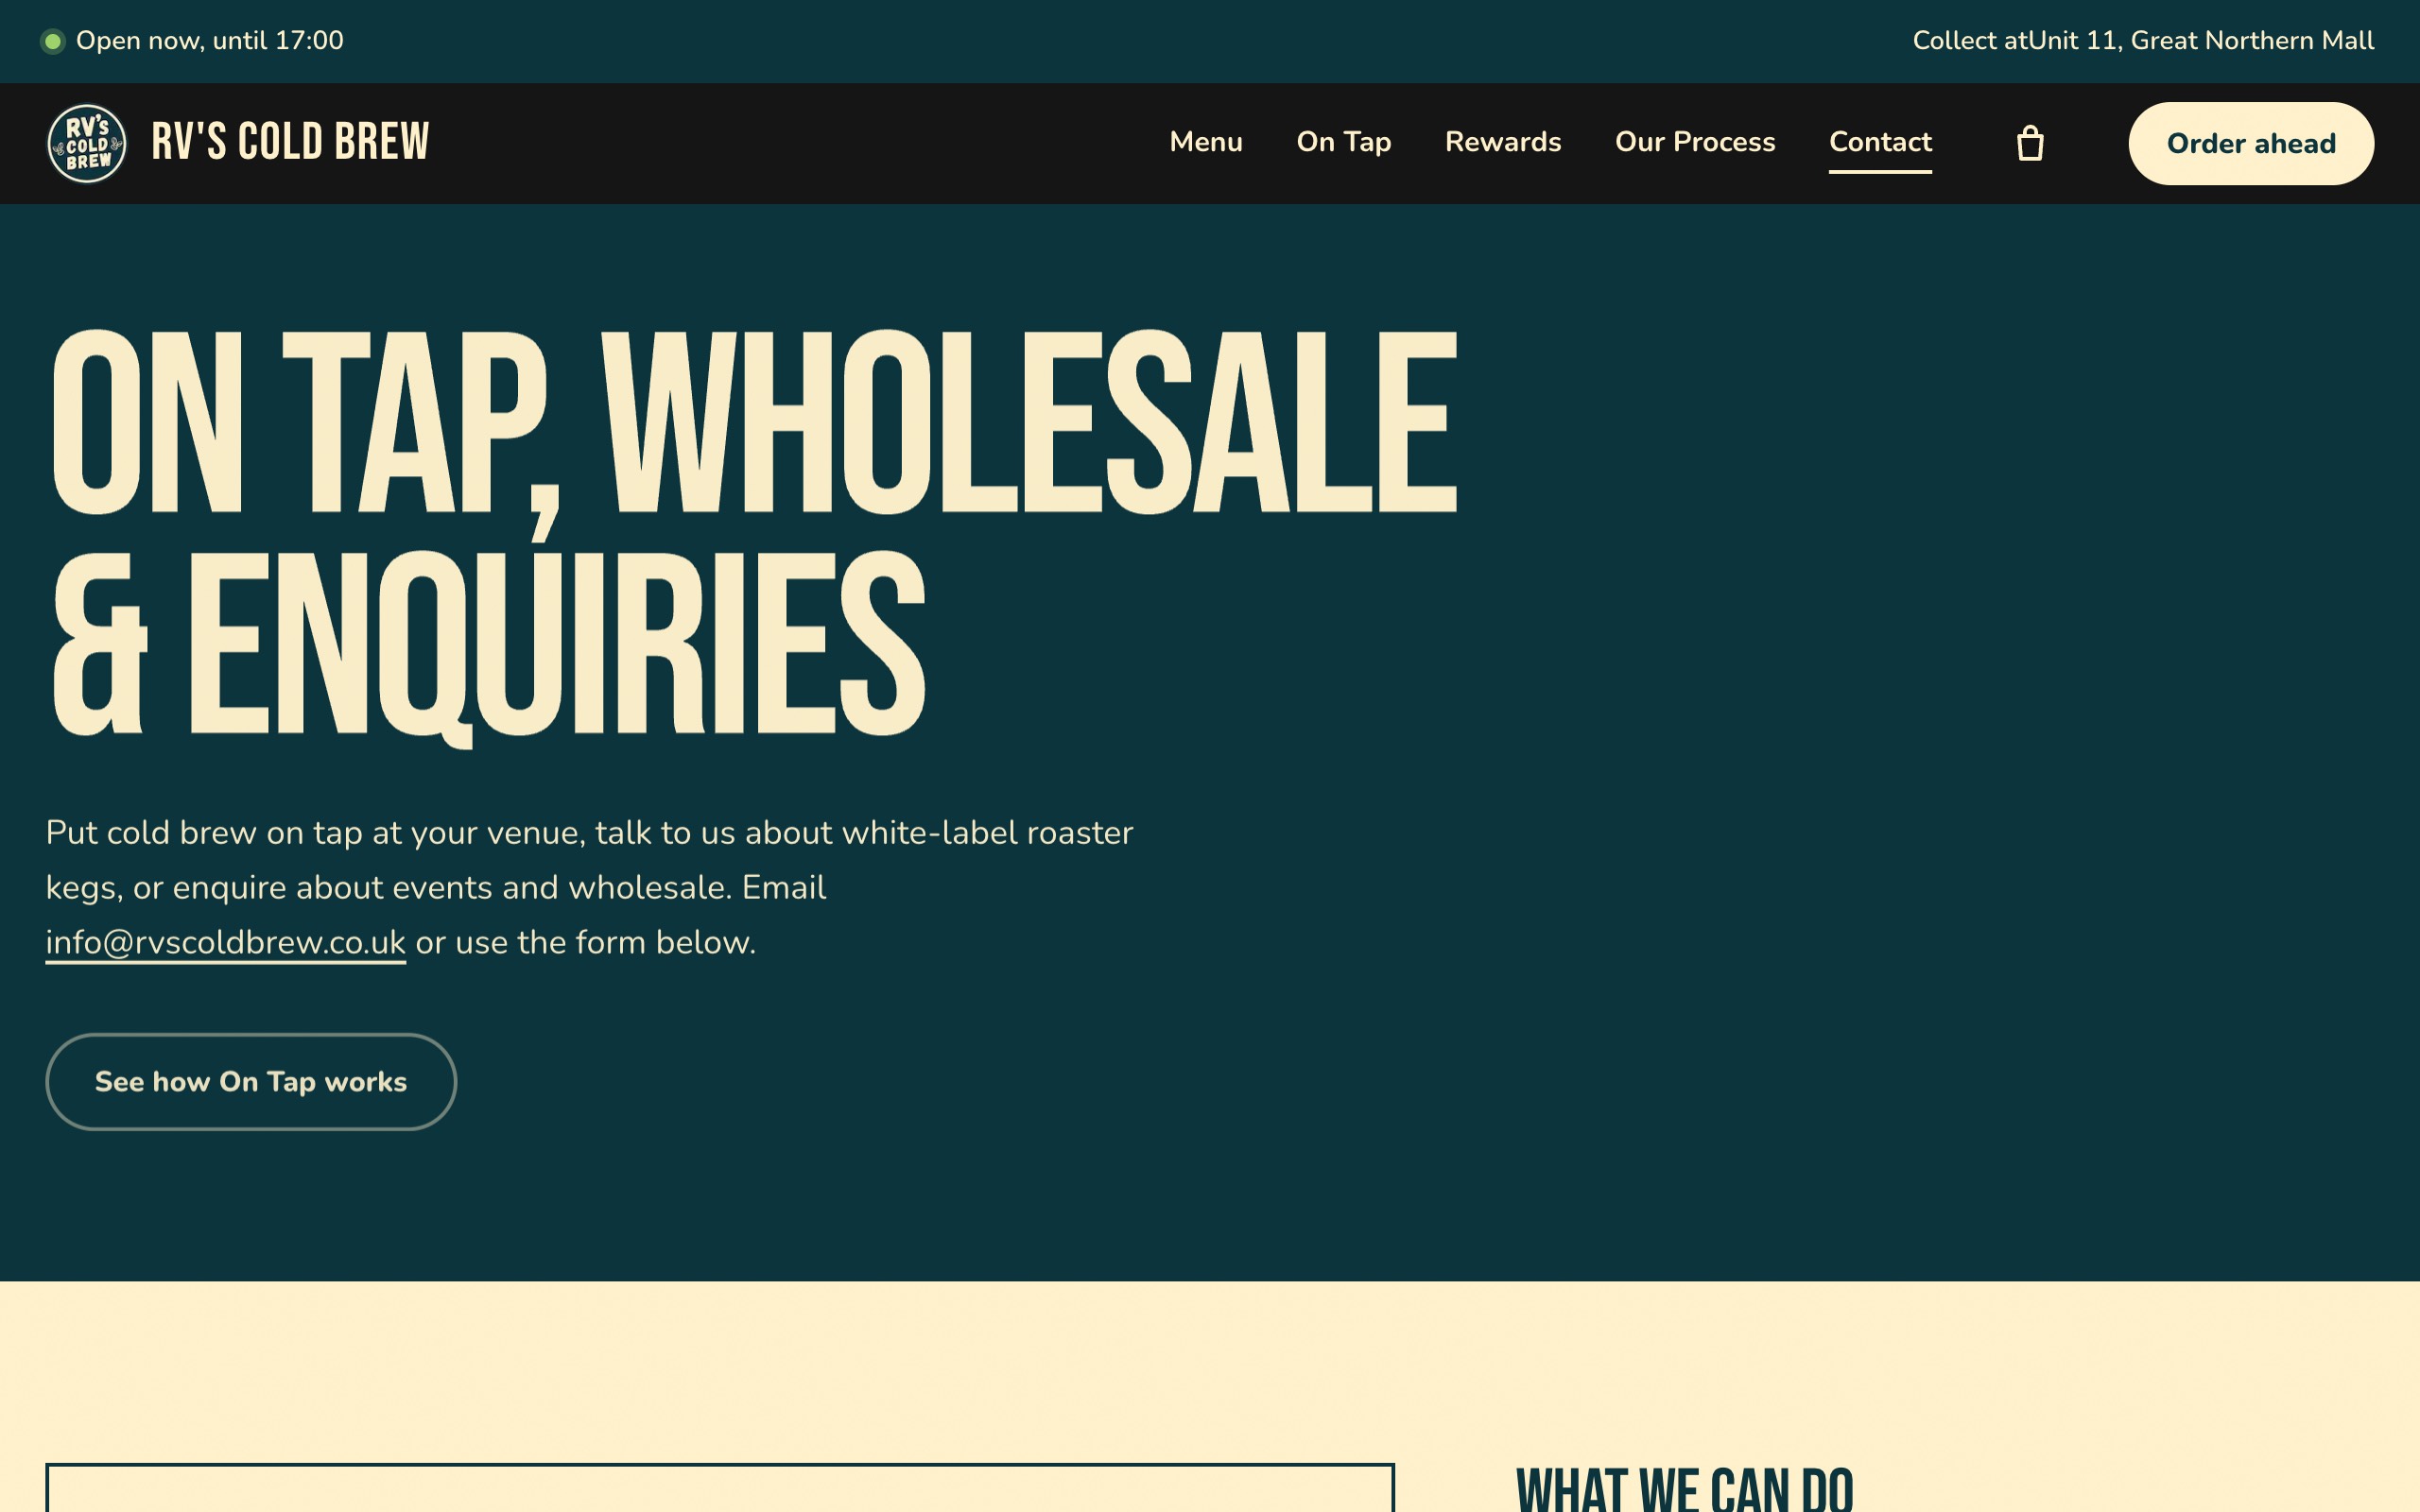 Open now, until 17:00
Collect atUnit 11, Great Northern Mall
RV's
COLD
BREW
RV'S COLD BREW
Menu
On Tap
Rewards
Our Process
Contact
Order ahead
ON TAP, WHOLESALE
& ENQUIRIES
Put cold brew on tap at your venue, talk to us about white-label roaster
kegs, or enquire about events and wholesale. Email
info@rvscoldbrew.co.uk or use the form below.
See how On Tap works
WHAT WE CAN DO